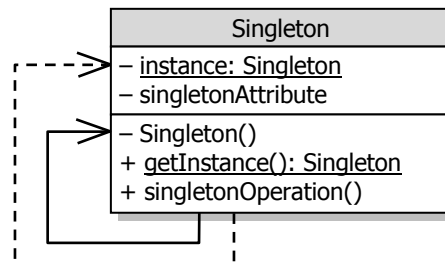 Singleton
– instance: Singleton
– singletonAttribute
– Singleton()
+ getInstance(): Singleton
+ singletonOperation()